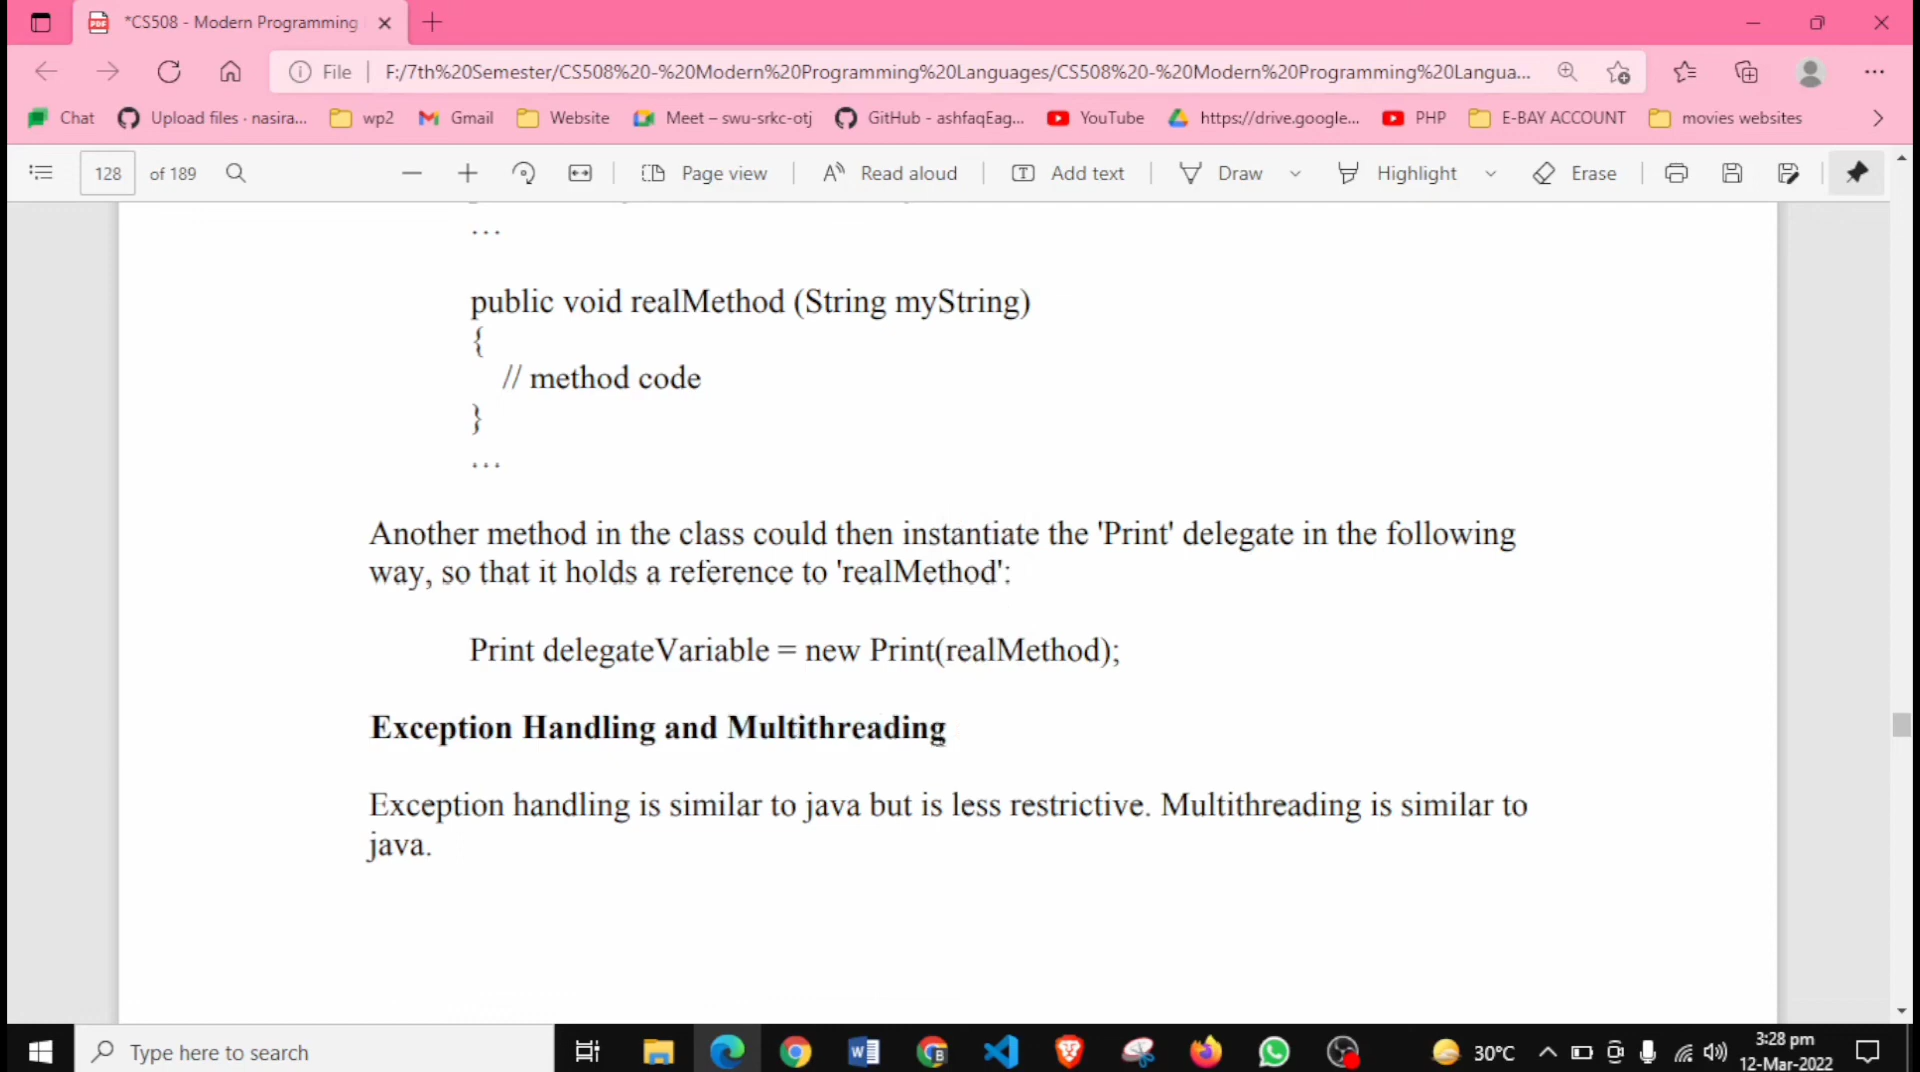 *CS508 - Modern Programming
File
F:/7th%20Semester/CS508%20-%20Modern%20Programming%20Languages/CS508%20-%20Modern%20Programming%20Langua...
Chat
Upload files · nasira...
wp2
Gmail
Website
Meet – swu-srkc-otj
GitHub - ashfaqEag...
YouTube
https://drive.google...
PHP
E-BAY ACCOUNT
movies websites
128 of 189
Page view
Read aloud
Add text
Draw
Highlight
Erase
...
public void realMethod (String myString)
{
// method code
}
...
Another method in the class could then instantiate the 'Print' delegate in the following
way, so that it holds a reference to 'realMethod':
Print delegateVariable = new Print(realMethod);
Exception Handling and Multithreading
Exception handling is similar to java but is less restrictive. Multithreading is similar to
java.
Type here to search
30°C
3:28 pm
12-Mar-2022